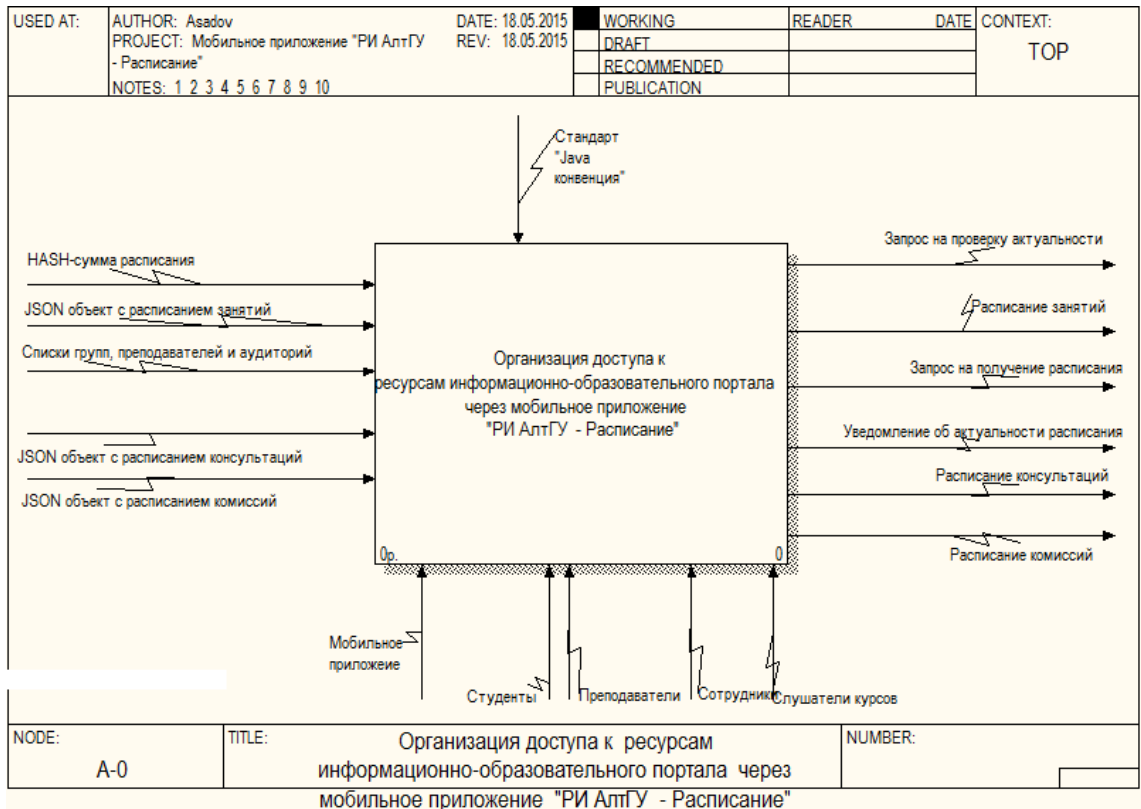 USED AT:
AUTHOR: Asadov
DATE: 18.05.2015
PROJECT: Мобильное приложение "РИ АлтГУ
- Расписание"
REV: 18.05.2015
NOTES: 1 2 3 4 5 6 7 8 9 10
WORKING
DRAFT
RECOMMENDED
PUBLICATION
READER
DATE
CONTEXT:
TOP
Стандарт
"Java
конвенция"
HASH-сумма расписания
JSON объект с расписанием занятий
Списки групп, преподавателей и аудиторий
JSON объект с расписанием консультаций
JSON объект с расписанием комиссий
Организация доступа к
ресурсам информационно-образовательного портала
через мобильное приложение
"РИ АлтГУ - Расписание"
0р.
0
Запрос на проверку актуальности
Расписание занятий
Запрос на получение расписания
Уведомление об актуальности расписания
Расписание консультаций
Расписание комиссий
Мобильное
приложеие
Студенты
Преподаватели
Сотрудники
Слушатели курсов
NODE:
A-0
TITLE:
Организация доступа к ресурсам
информационно-образовательного портала через
мобильное приложение "РИ АлтГУ - Расписание"
NUMBER: